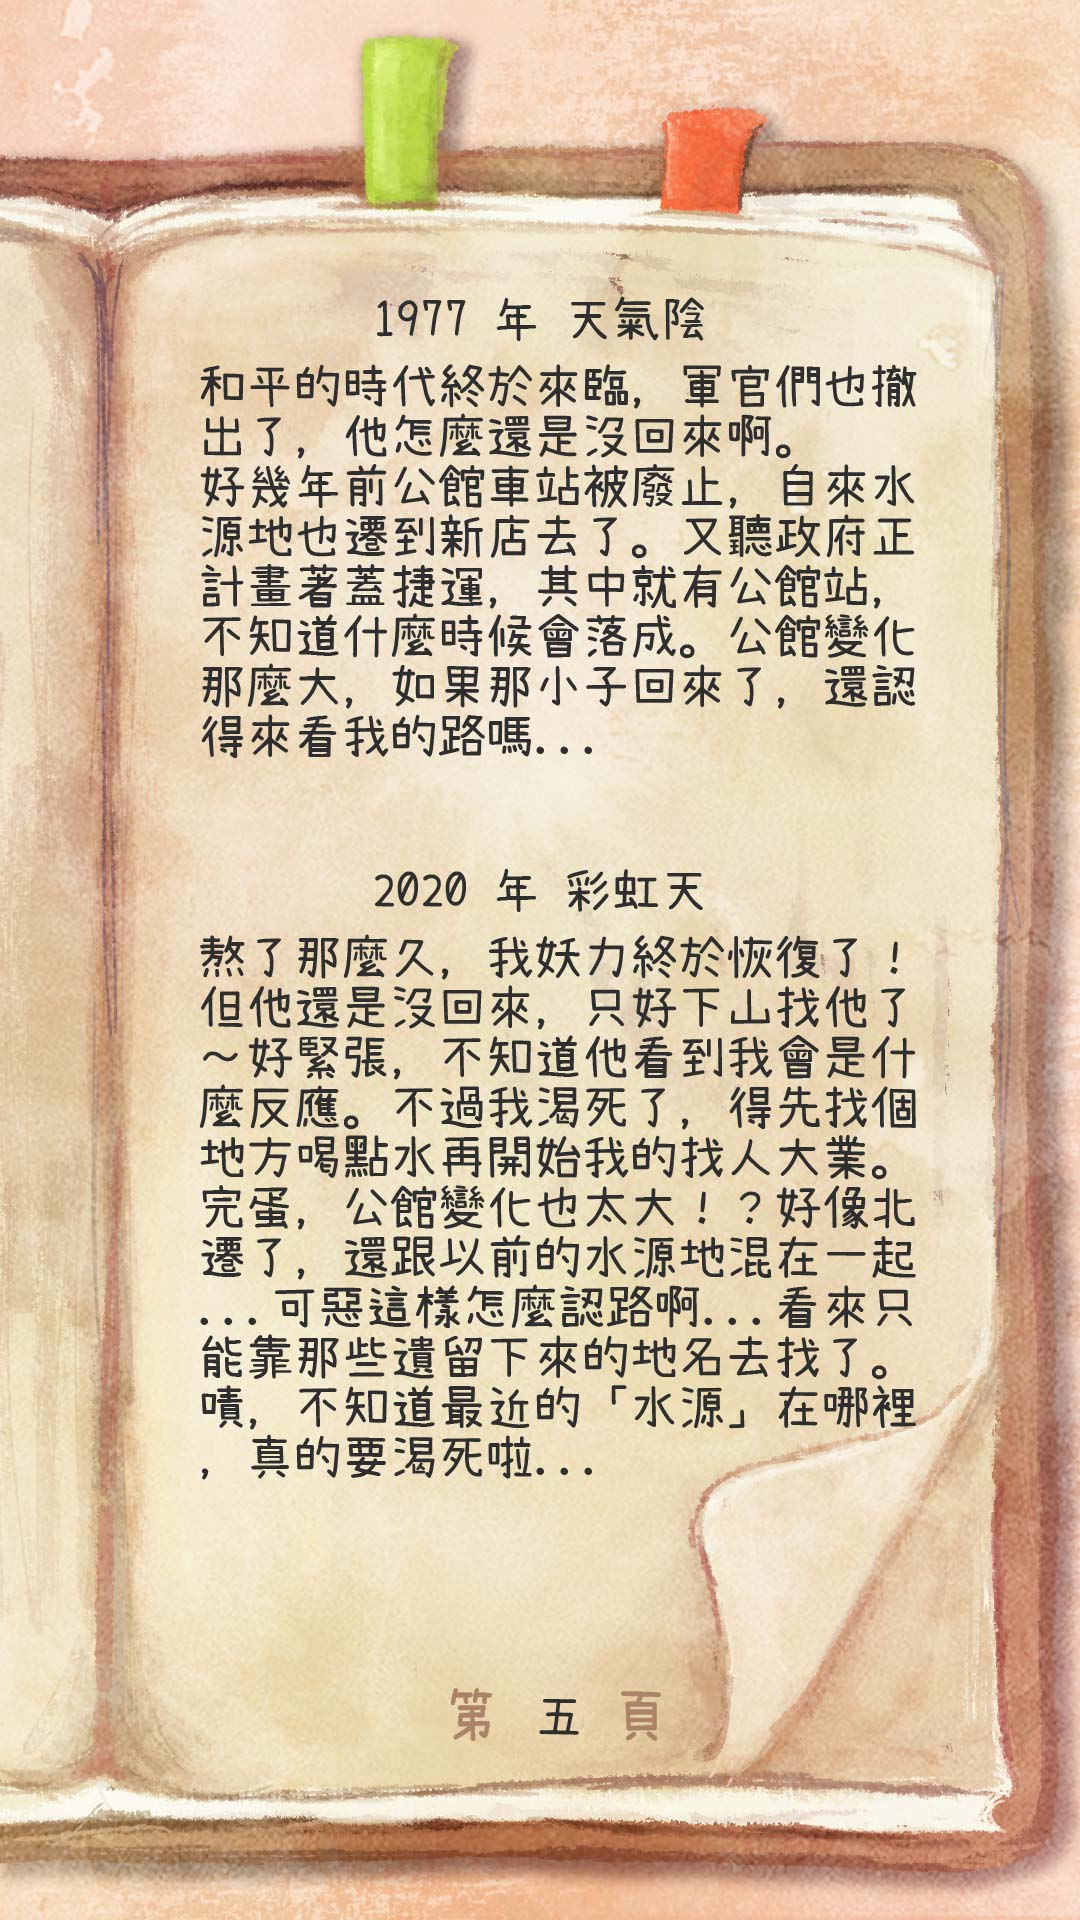 1977 年 天氣陰
和平的時代終於來臨，軍官們也撤
出了，他怎麼還是沒回來啊。
好幾年前公館車站被廢止，自來水
源地也遷到新店去了。又聽政府正
計畫著蓋捷運，其中就有公館站，
不知道什麼時候會落成。公館變化
那麼大，如果那小子回來了，還認
得來看我的路嗎...
2020 年 彩虹天
熬了那麼久，我妖力終於恢復了！
但他還是沒回來，只好下山找他了
～好緊張，不知道他看到我會是什
麼反應。不過我渴死了，得先找個
地方喝點水再開始我的找人大業。
完蛋，公館變化也太大！？好像北
遷了，還跟以前的水源地混在一起
...可惡這樣怎麼認路啊...看來只
能靠那些遺留下來的地名去找了。
嘖，不知道最近的「水源」在哪裡
，真的要渴死啦...
第 五 頁